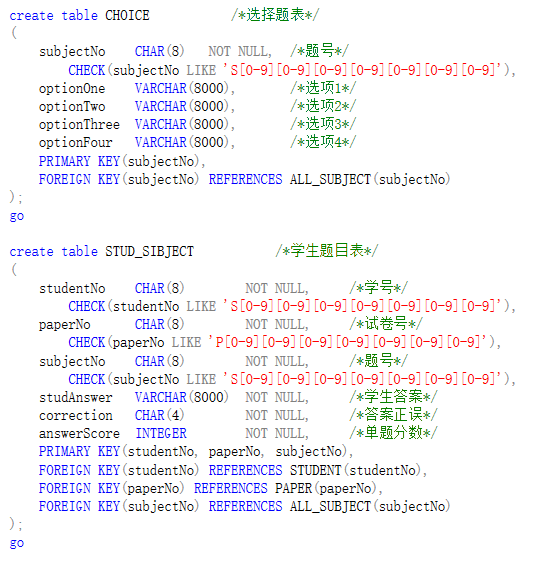 create table CHOICE /*选择题表*/
(
subjectNo CHAR(8) NOT NULL, /*题号*/
CHECK(subjectNo LIKE 'S[0-9][0-9][0-9][0-9][0-9][0-9][0-9]'),
optionOne VARCHAR(8000), /*选项1*/
optionTwo VARCHAR(8000), /*选项2*/
optionThree VARCHAR(8000), /*选项3*/
optionFour VARCHAR(8000), /*选项4*/
PRIMARY KEY(subjectNo),
FOREIGN KEY(subjectNo) REFERENCES ALL_SUBJECT(subjectNo)
);
go
create table STUD_SIBJECT /*学生题目表*/
(
studentNo CHAR(8) NOT NULL, /*学号*/
CHECK(studentNo LIKE 'S[0-9][0-9][0-9][0-9][0-9][0-9][0-9]'),
paperNo CHAR(8) NOT NULL, /*试卷号*/
CHECK(paperNo LIKE 'P[0-9][0-9][0-9][0-9][0-9][0-9][0-9]'),
subjectNo CHAR(8) NOT NULL, /*题号*/
CHECK(subjectNo LIKE 'S[0-9][0-9][0-9][0-9][0-9][0-9][0-9]'),
studAnswer VARCHAR(8000) NOT NULL, /*学生答案*/
correction CHAR(4) NOT NULL, /*答案正误*/
answerScore INTEGER NOT NULL, /*单题分数*/
PRIMARY KEY(studentNo, paperNo, subjectNo),
FOREIGN KEY(studentNo) REFERENCES STUDENT(studentNo),
FOREIGN KEY(paperNo) REFERENCES PAPER(paperNo),
FOREIGN KEY(subjectNo) REFERENCES ALL_SUBJECT(subjectNo)
);
go